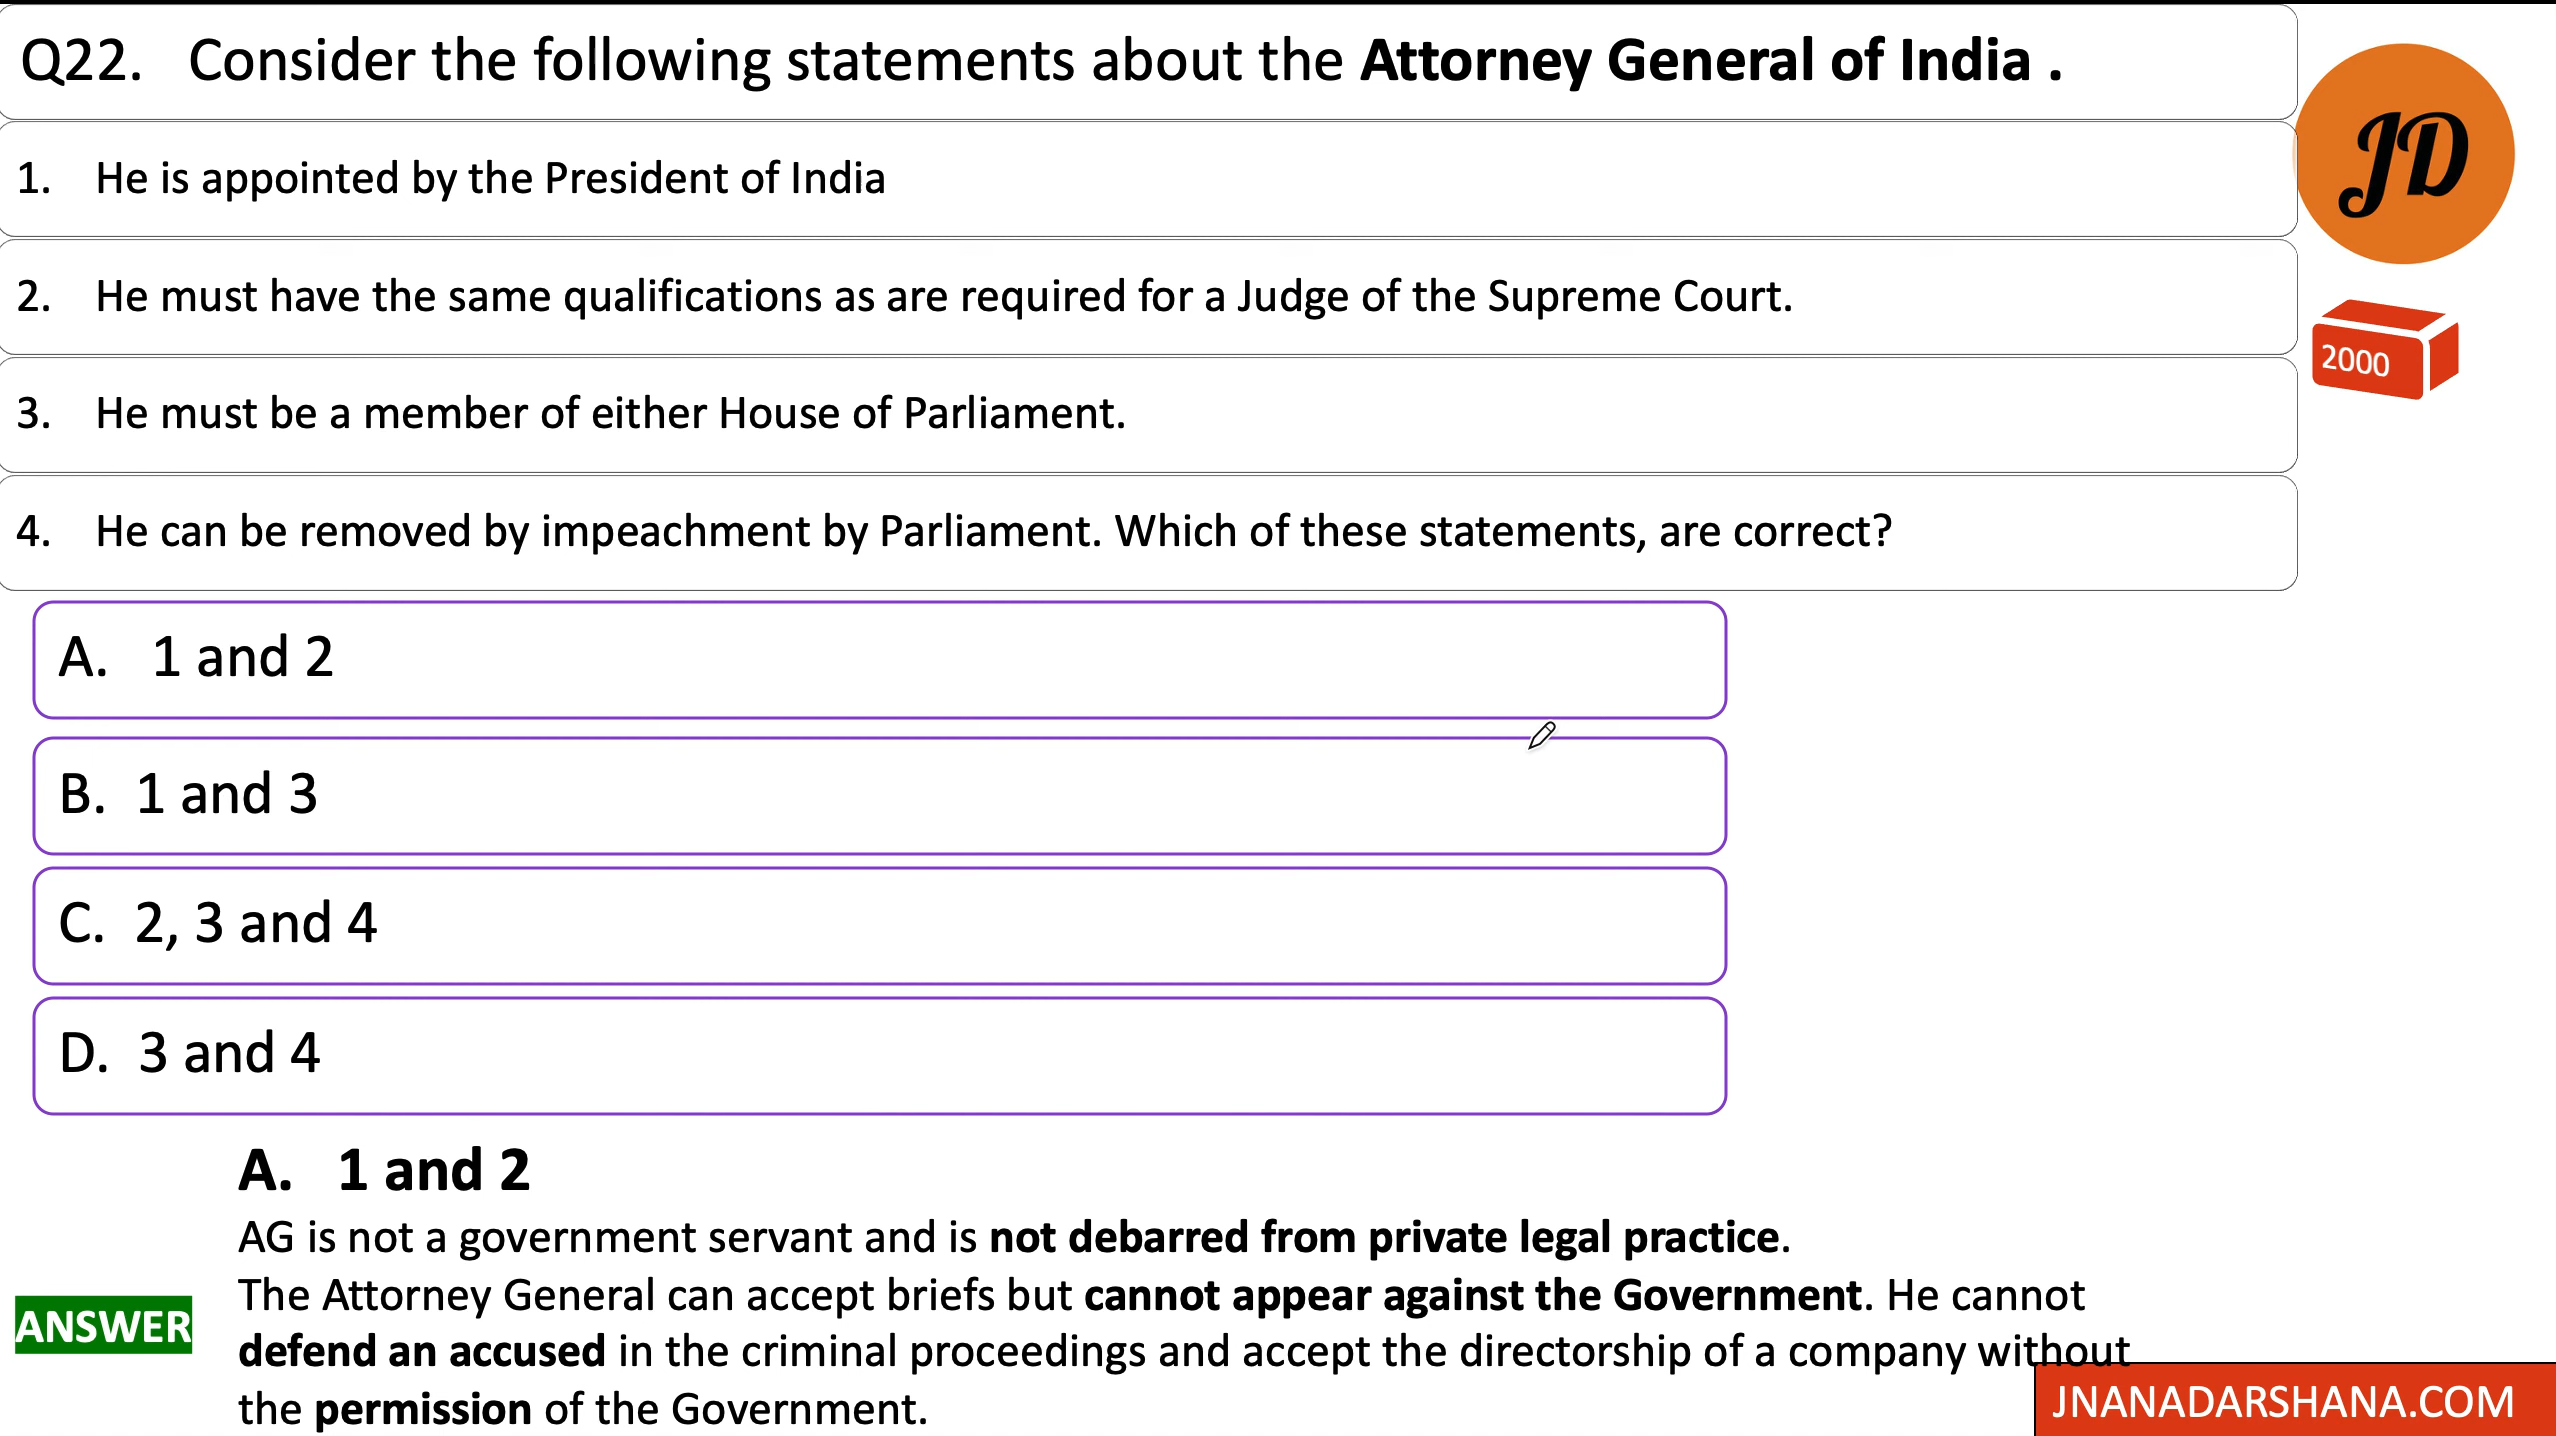 Q22. Consider the following statements about the Attorney General of India .
JD
1. He is appointed by the President of India
2. He must have the same qualifications as are required for a Judge of the Supreme Court.
2000
3. He must be a member of either House of Parliament.
4. He can be removed by impeachment by Parliament. Which of these statements, are correct?
A. 1 and 2
B. 1 and 3
C. 2, 3 and 4
D. 3 and 4
A. 1 and 2
AG is not a government servant and is not debarred from private legal practice.
The Attorney General can accept briefs but cannot appear against the Government. He cannot
ANSWER
defend an accused in the criminal proceedings and accept the directorship of a company without
the permission of the Government.
JNANADARSHANA.COM